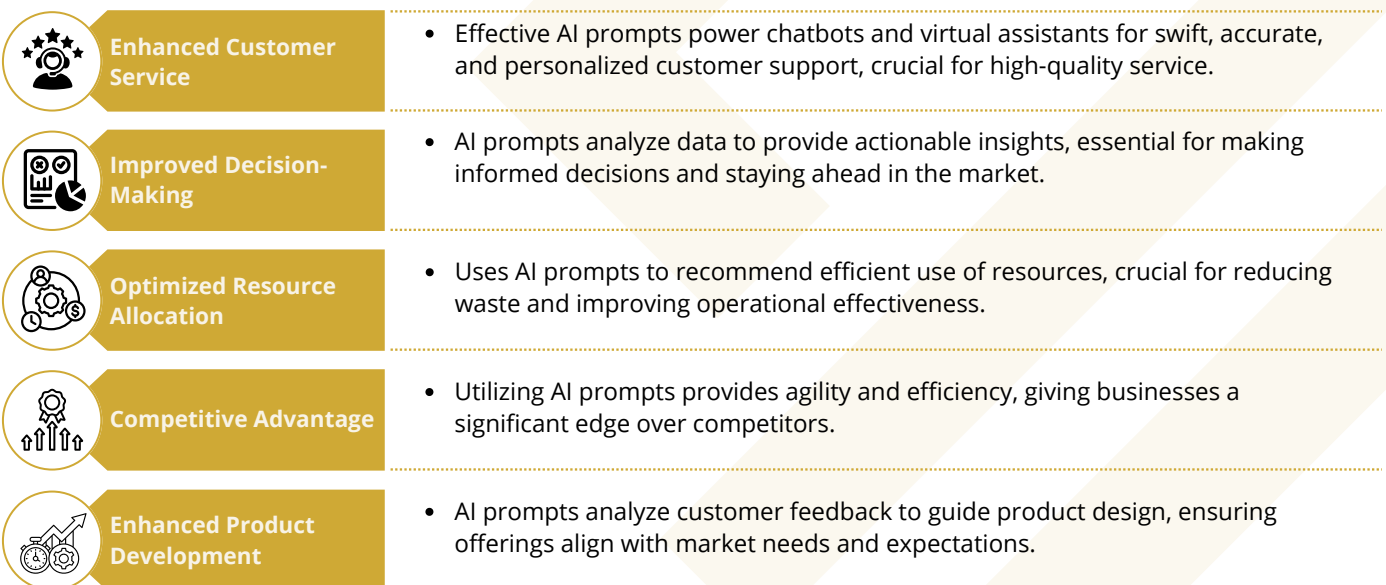 Enhanced Customer
Service
• Effective AI prompts power chatbots and virtual assistants for swift, accurate,
and personalized customer support, crucial for high-quality service.
Improved Decision-
Making
• AI prompts analyze data to provide actionable insights, essential for making
informed decisions and staying ahead in the market.
Optimized Resource
Allocation
• Uses AI prompts to recommend efficient use of resources, crucial for reducing
waste and improving operational effectiveness.
Competitive Advantage
• Utilizing AI prompts provides agility and efficiency, giving businesses a
significant edge over competitors.
Enhanced Product
Development
• AI prompts analyze customer feedback to guide product design, ensuring
offerings align with market needs and expectations.